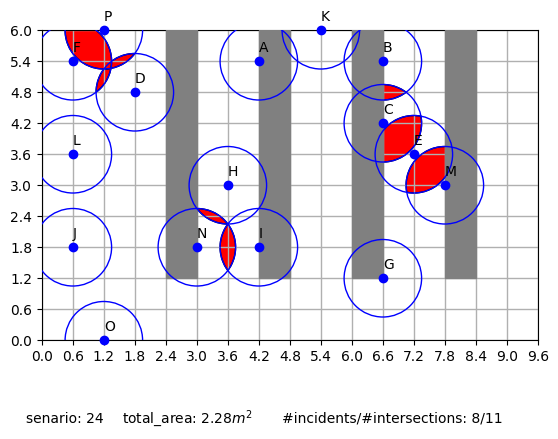 P
K
6.0
F
A
B
5.4
D
4.8
C
4.2
L
E
3.6
H
M
3.0
2.4
J
N
I
1.8
G
1.2
0.6
O
0.0
0.0 0.6 1.2 1.8 2.4 3.0 3.6 4.2 4.8 5.4 6.0 6.6 7.2 7.8 8.4 9.0 9.6
senario: 24 total_area: 2.28m² #incidents/#intersections: 8/11